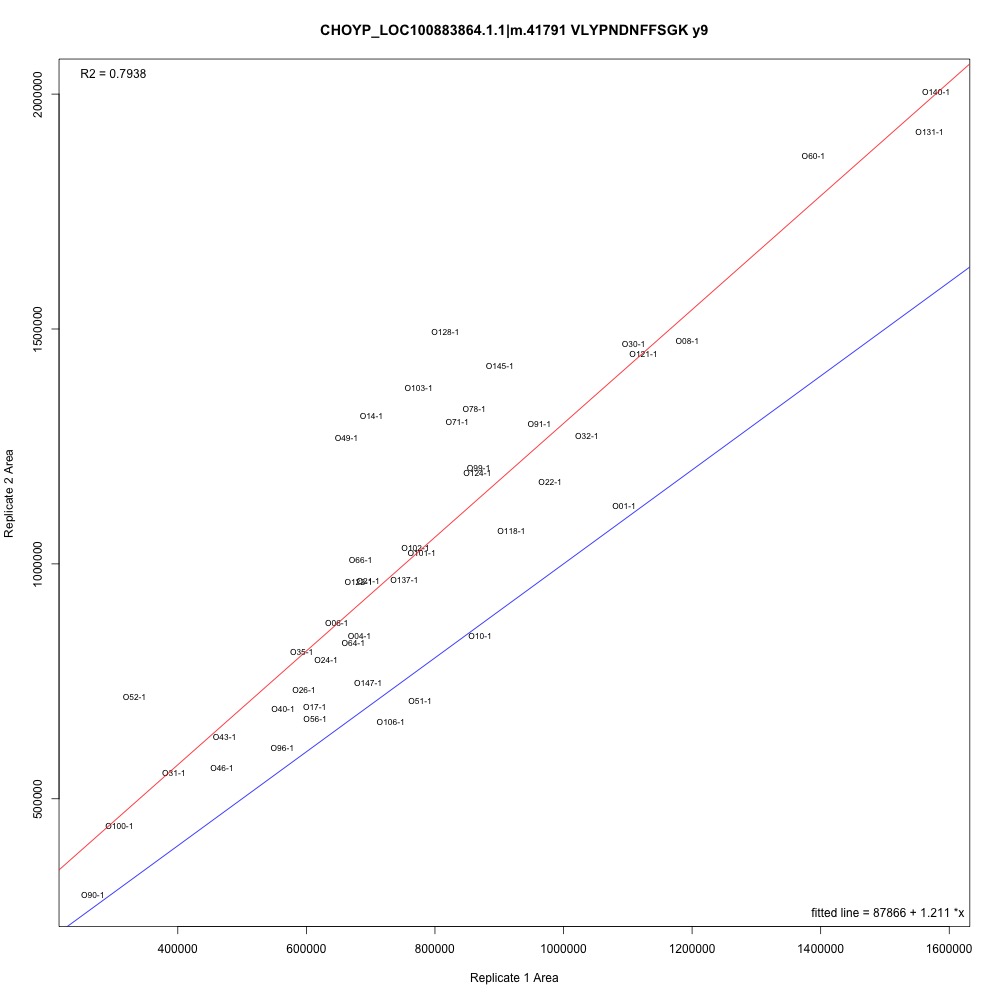 CHOYP_LOC100883864.1.1|m.41791 VLYPNDNFFSGK y9
R2 = 0.7938
O140-1
O131-1
O60-1
O128-1
O30-1
O08-1
O121-1
O145-1
O103-1
O78-1
O14-1
O71-1
O91-1
O32-1
O49-1
O99-1
O124-1
O22-1
O01-1
O118-1
O102-1
O101-1
O66-1
O21-1
O137-1
O06-1
O04-1
O10-1
O64-1
O35-1
O24-1
O147-1
O26-1
O52-1
O51-1
O17-1
O40-1
O56-1
O106-1
O43-1
O96-1
O46-1
O31-1
O100-1
O90-1
fitted line = 87866 + 1.211 *x
2000000
1500000
1000000
500000
Replicate 2 Area
400000
600000
800000
1000000
1200000
1400000
1600000
Replicate 1 Area